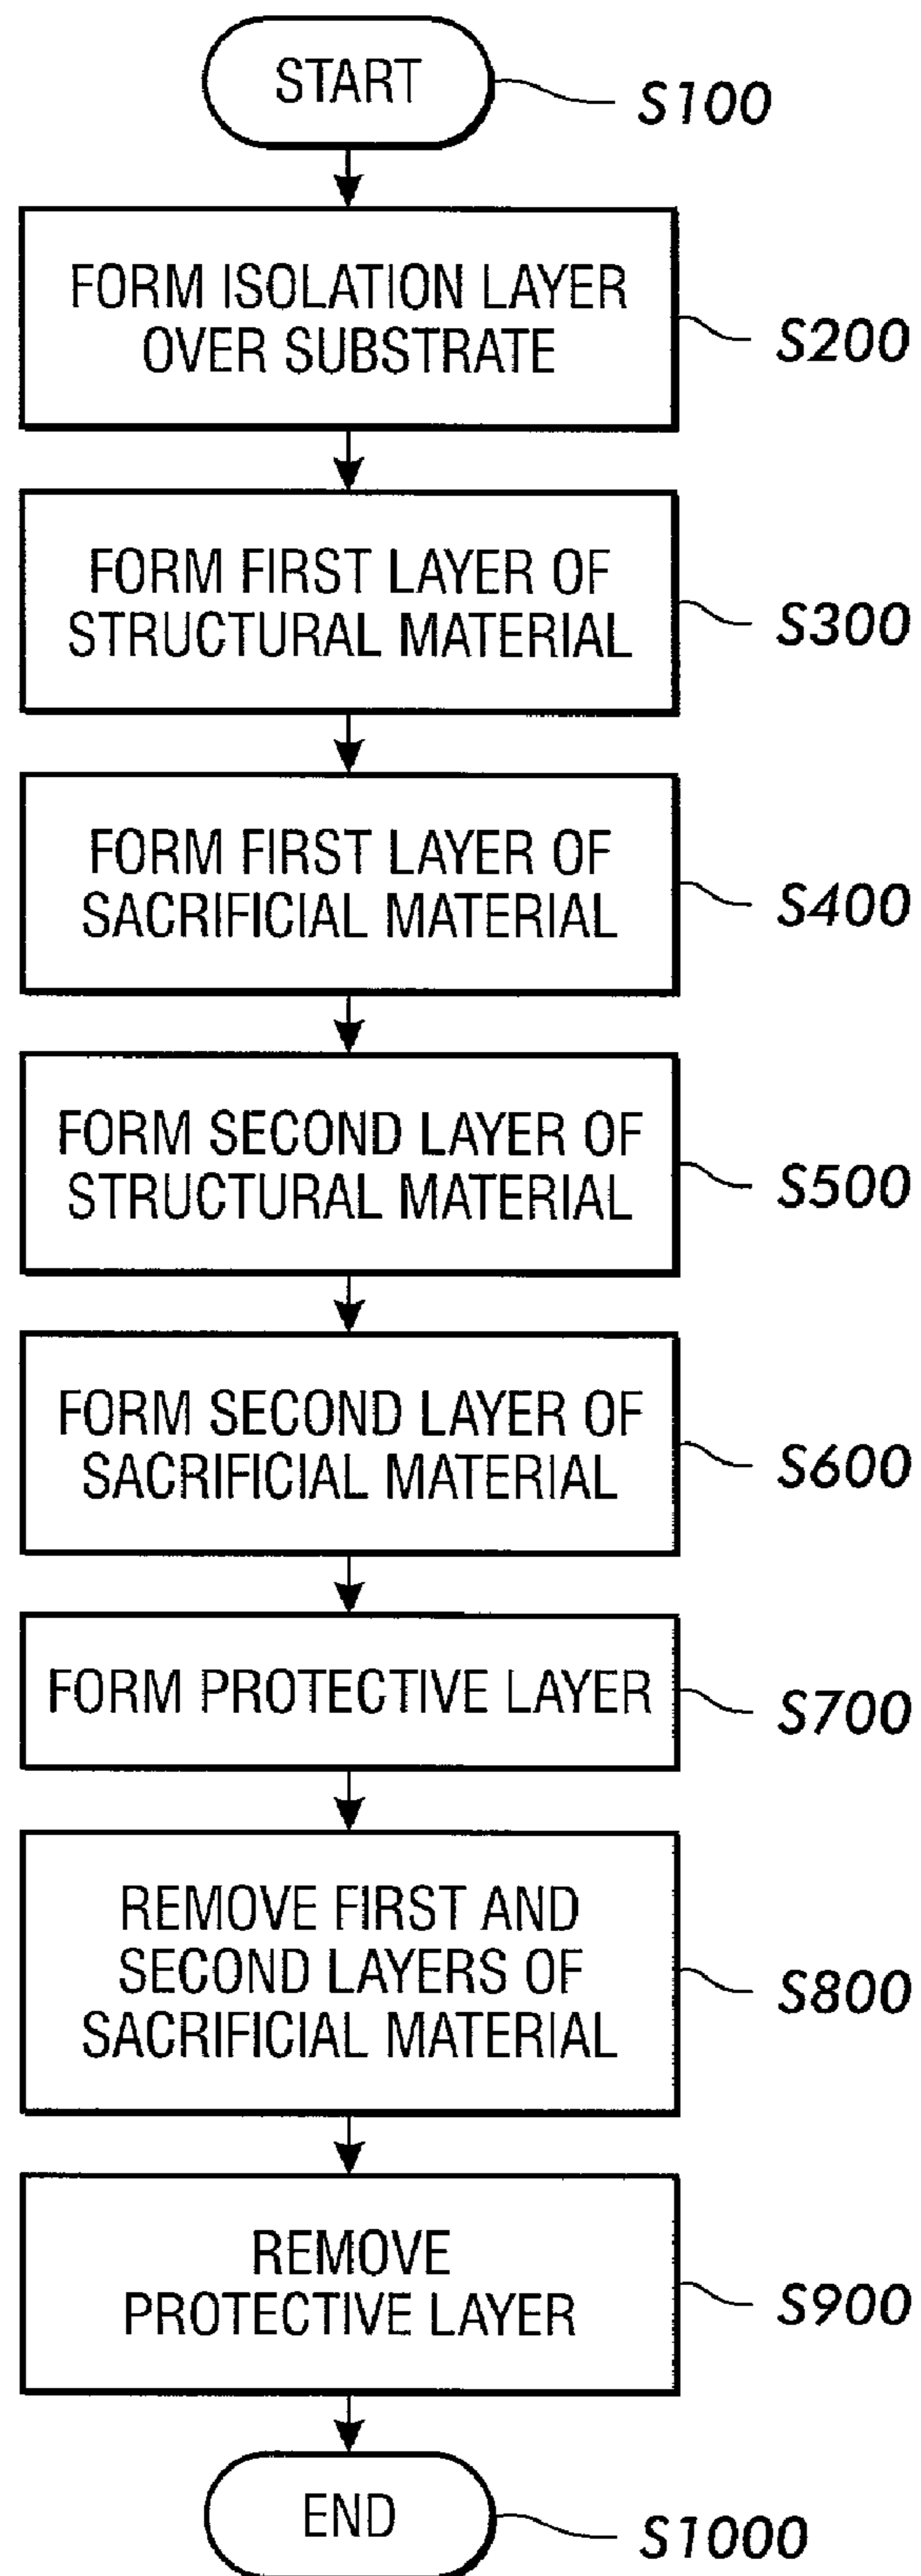 START
S100
FORM ISOLATION LAYER
OVER SUBSTRATE
S200
FORM FIRST LAYER OF
STRUCTURAL MATERIAL
S300
FORM FIRST LAYER OF
SACRIFICIAL MATERIAL
S400
FORM SECOND LAYER OF
STRUCTURAL MATERIAL
S500
FORM SECOND LAYER OF
SACRIFICIAL MATERIAL
S600
FORM PROTECTIVE LAYER
S700
REMOVE FIRST AND
SECOND LAYERS OF
SACRIFICIAL MATERIAL
S800
REMOVE
PROTECTIVE LAYER
S900
END
S1000